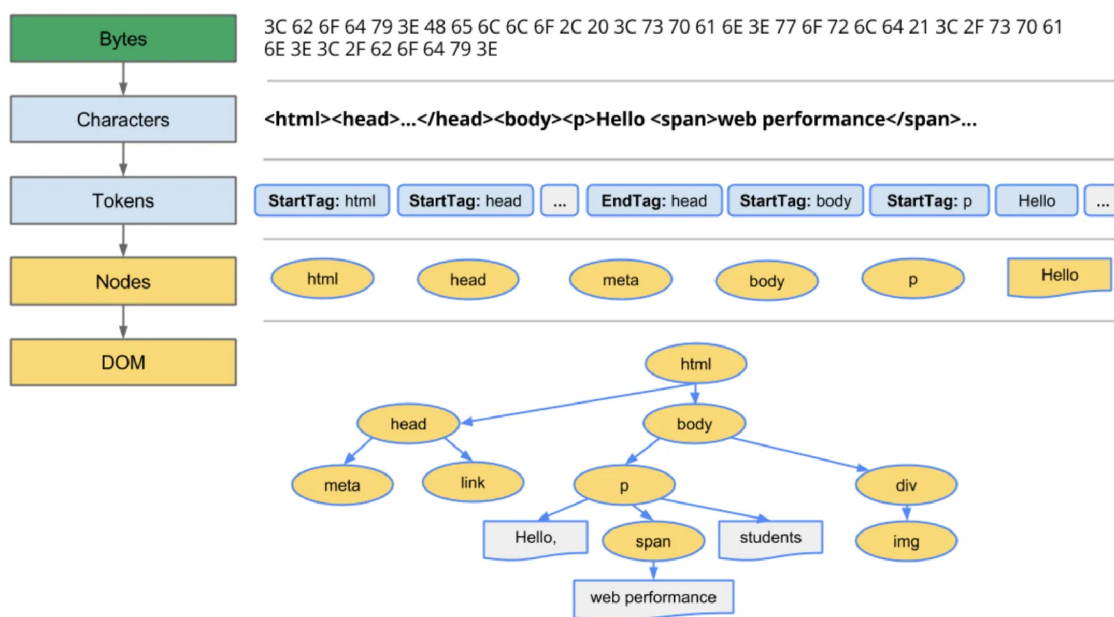 Bytes
3C 62 6F 64 79 3E 48 65 6C 6C 6F 2C 20 3C 73 70 61 6E 3E 77 6F 72 6C 64 21 3C 2F 73 70 61
6E 3E 3C 2F 62 6F 64 79 3E
Characters
<html><head>...</head><body><p>Hello <span>web performance</span>...
Tokens
StartTag: html StartTag: head ... EndTag: head StartTag: body StartTag: p Hello ...
Nodes
html head meta body p Hello
DOM
html
head body
meta link p div
Hello, span students img
web performance